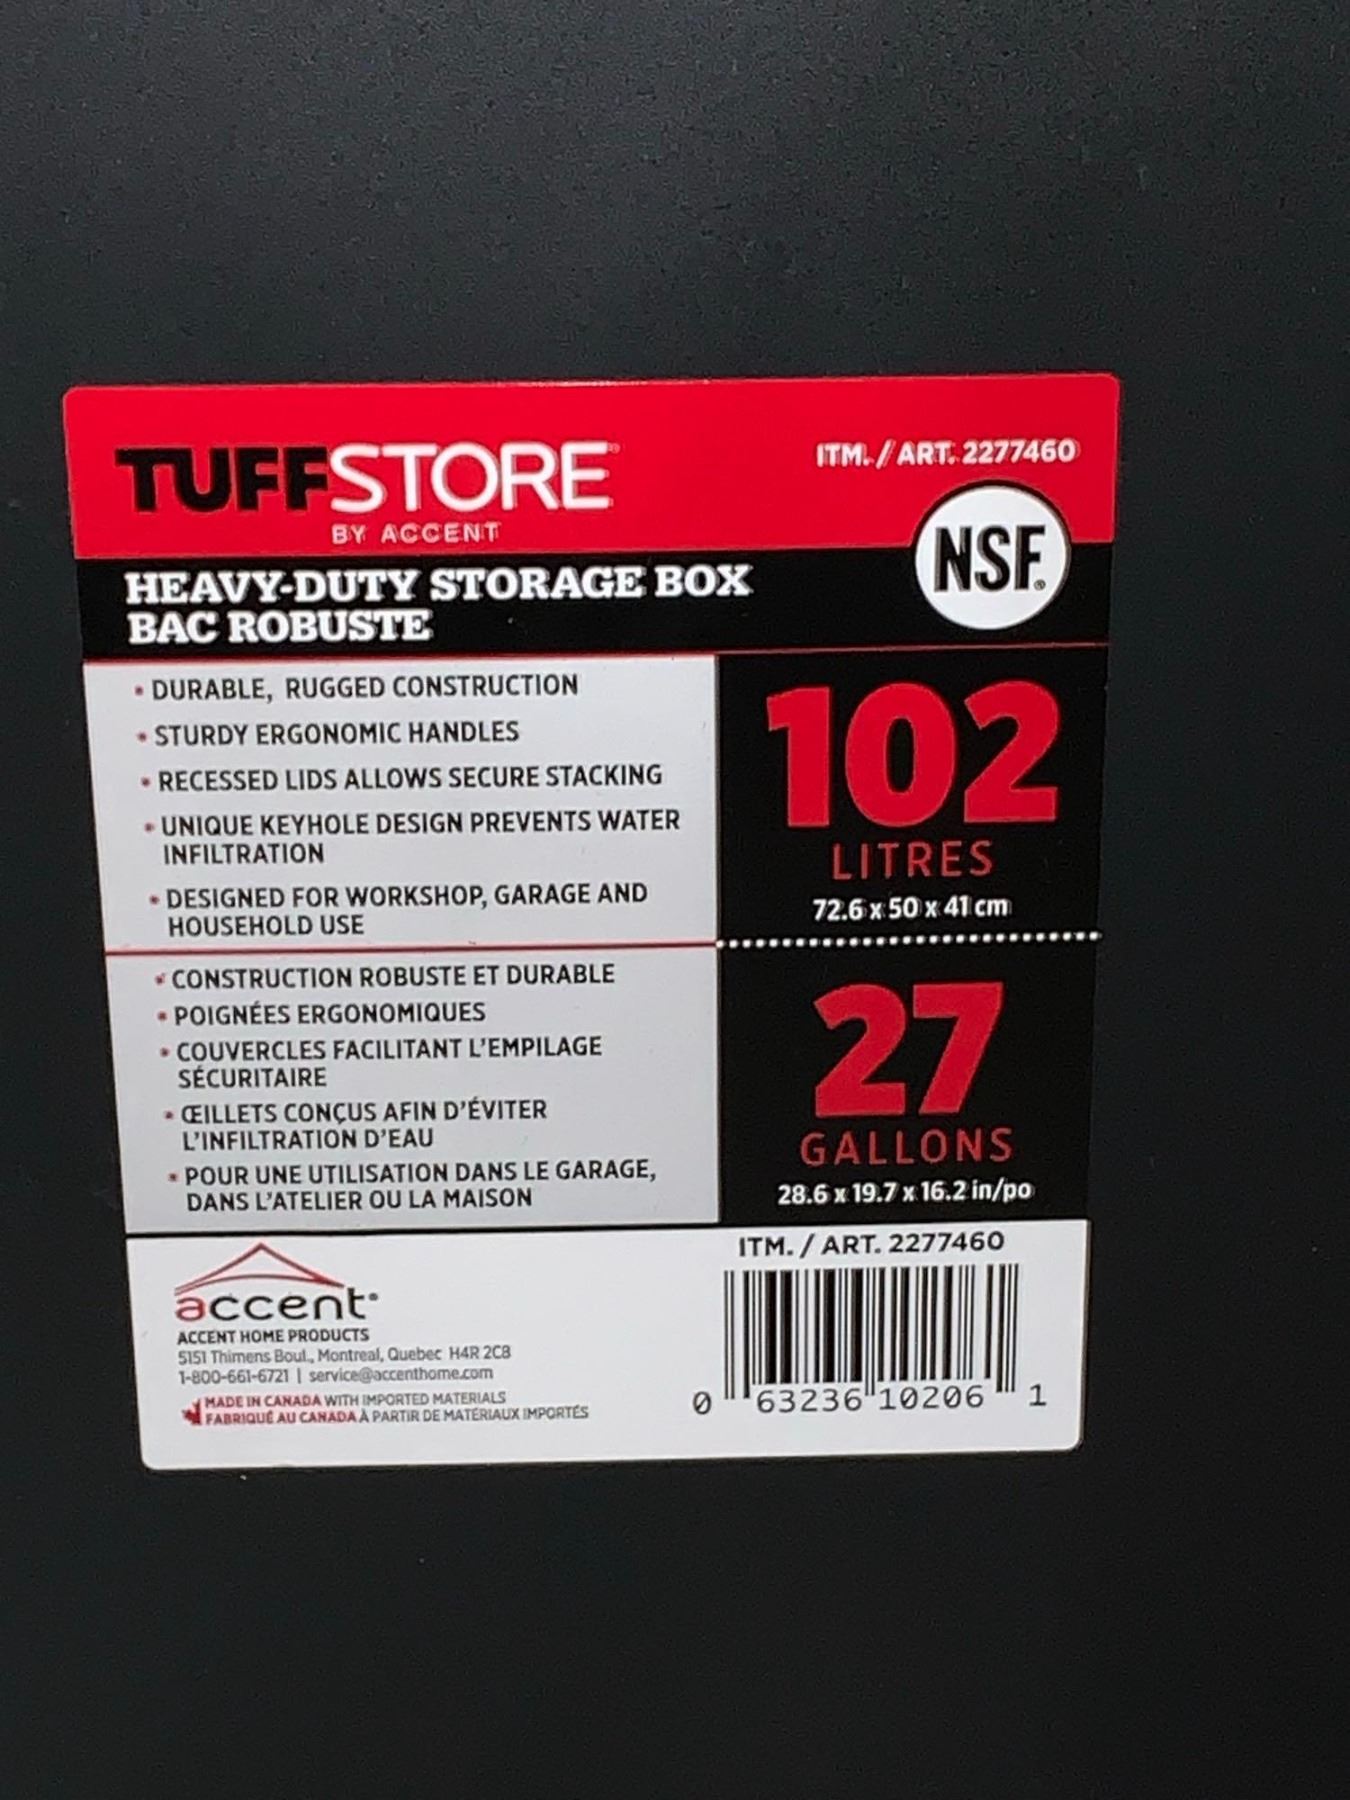 TUFFSTORE
BY ACCENT
ITM. / ART. 2277460
NSF®
HEAVY-DUTY STORAGE BOX
BAC ROBUSTE
• DURABLE, RUGGED CONSTRUCTION
• STURDY ERGONOMIC HANDLES
• RECESSED LIDS ALLOWS SECURE STACKING
• UNIQUE KEYHOLE DESIGN PREVENTS WATER
INFILTRATION
• DESIGNED FOR WORKSHOP, GARAGE AND
HOUSEHOLD USE
102
LITRES
72.6 x 50 x 41 cm
• CONSTRUCTION ROBUSTE ET DURABLE
• POIGNÉES ERGONOMIQUES
• COUVERCLES FACILITANT L'EMPILAGE
SÉCURITAIRE
• ŒILLETS CONÇUS AFIN D'ÉVITER
L'INFILTRATION D'EAU
• POUR UNE UTILISATION DANS LE GARAGE,
DANS L'ATELIER OU LA MAISON
27
GALLONS
28.6 x 19.7 x 16.2 in/po
accent®
ACCENT HOME PRODUCTS
5151 Thimens Boul., Montreal, Quebec H4R 2C8
1-800-661-6721 | service@accenthome.com
MADE IN CANADA WITH IMPORTED MATERIALS
FABRIQUÉ AU CANADA À PARTIR DE MATÉRIAUX IMPORTÉS
ITM. / ART. 2277460
0 63236 10206 1